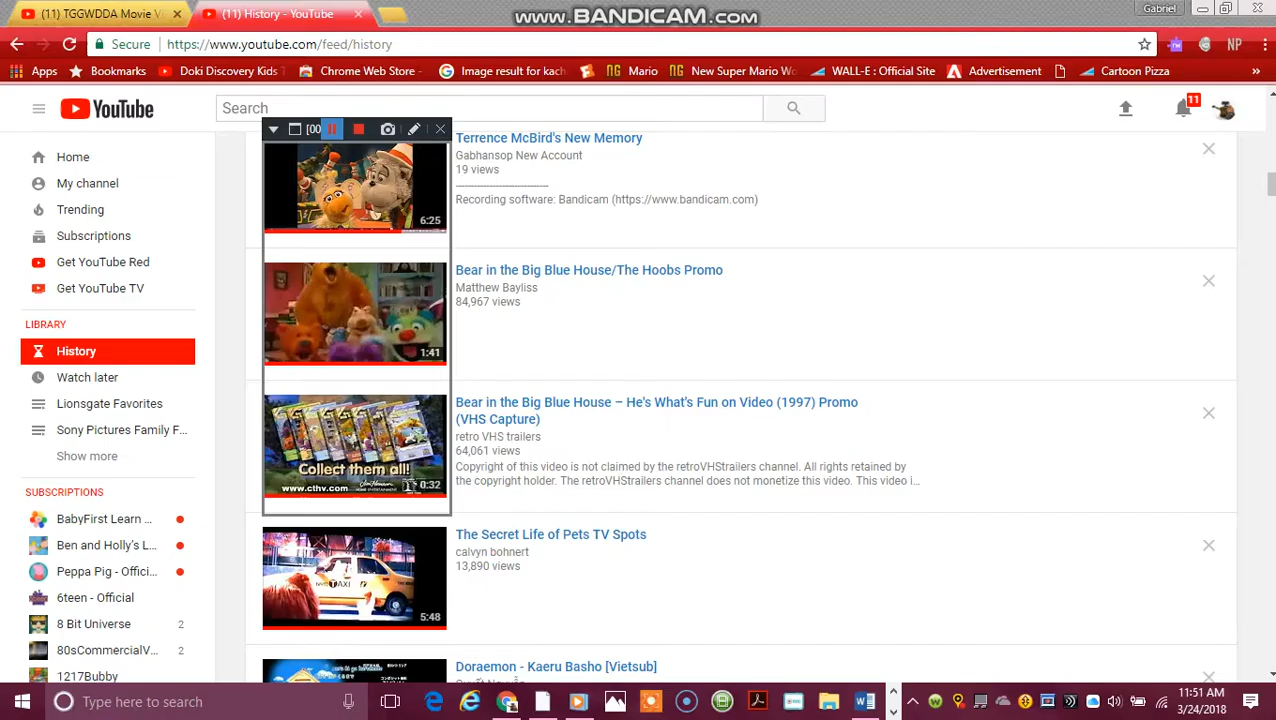 (11) TGGWDDA Movie V
(11) History - YouTube
www.BANDICAM.com
Gabriel
Secure
https://www.youtube.com/feed/history
NP
Apps
Bookmarks
Doki Discovery Kids
Chrome Web Store -
Image result for kach
Mario
New Super Mario Wo
WALL-E : Official Site
Advertisement
Cartoon Pizza
»
YouTube
Search
11
[00
Home
My channel
Trending
Subscriptions
Get YouTube Red
Get YouTube TV
LIBRARY
History
Watch later
Lionsgate Favorites
Sony Pictures Family F...
Show more
SUBSCRIPTIONS
BabyFirst Learn ...
Ben and Holly's L...
Peppa Pig - Offici...
6teen - Official
8 Bit Universe 2
80sCommercialV... 2
1217Bubby
6:25
Terrence McBird's New Memory
Gabhansop New Account
19 views
------------------------------
Recording software: Bandicam (https://www.bandicam.com)
1:41
Bear in the Big Blue House/The Hoobs Promo
Matthew Bayliss
84,967 views
Collect them all!
www.cthv.com
0:32
Bear in the Big Blue House – He's What's Fun on Video (1997) Promo
(VHS Capture)
retro VHS trailers
64,061 views
Copyright of this video is not claimed by the retroVHStrailers channel. All rights retained by
the copyright holder. The retroVHStrailers channel does not monetize this video. This video i...
TAXI
5:48
The Secret Life of Pets TV Spots
calvyn bohnert
13,890 views
Doraemon - Kaeru Basho [Vietsub]
Type here to search
11:51 AM
3/24/2018